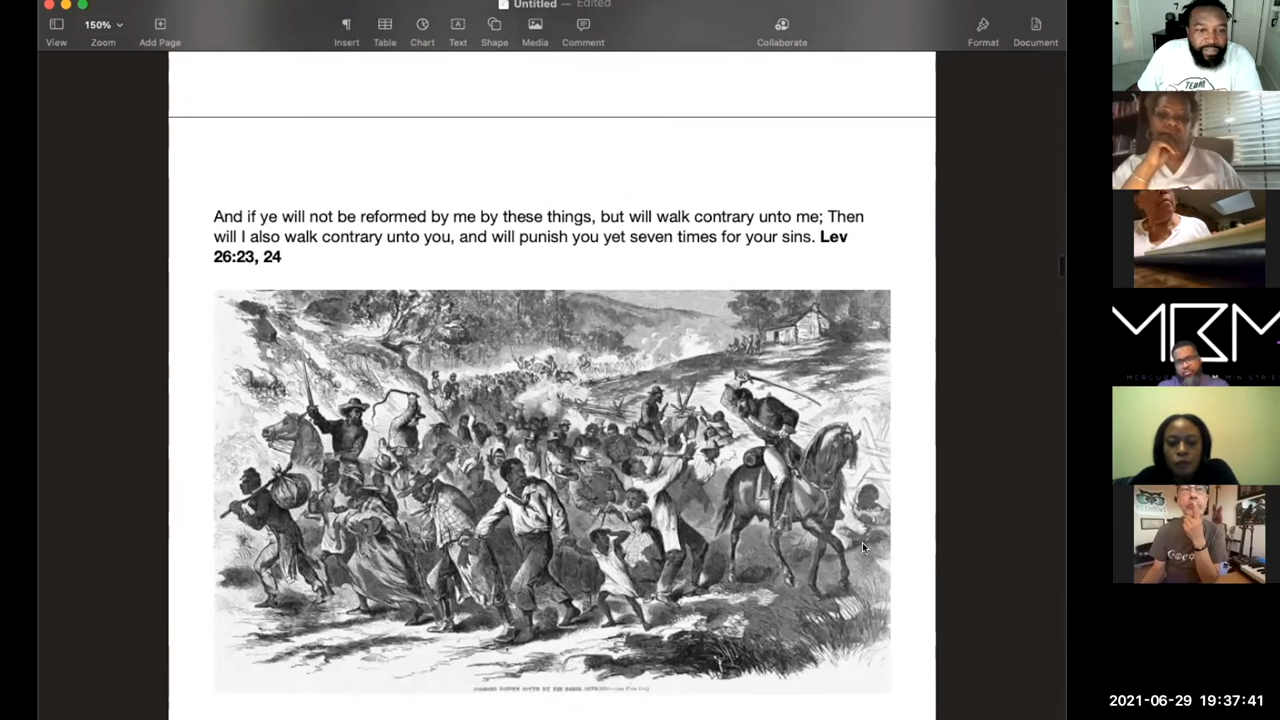 Untitled — Edited
150%
View Zoom Add Page Insert Table Chart Text Shape Media Comment Collaborate Format Document
And if ye will not be reformed by me by these things, but will walk contrary unto me; Then
will I also walk contrary unto you, and will punish you yet seven times for your sins. Lev
26:23, 24
TEAM
MBM
2021-06-29 19:37:41